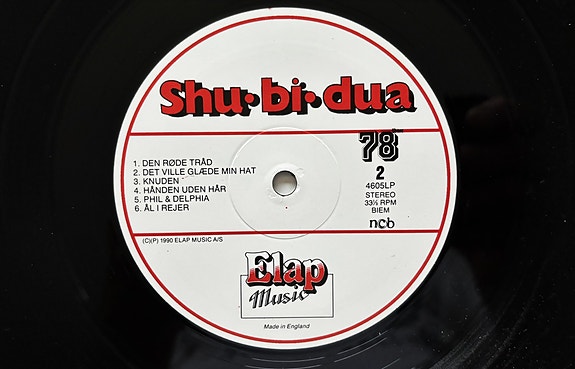 Shu·bi·dua
78
2
4605LP
STEREO
33⅓ RPM
BIEM
ncb
1. DEN RØDE TRÅD
2. DET VILLE GLÆDE MIN HAT
3. KNUDEN
4. HÅNDEN UDEN HÅR
5. PHIL & DELPHIA
6. ÅL I REJER
(C)(P) 1990 ELAP MUSIC A/S
Elap
Music
Made in England